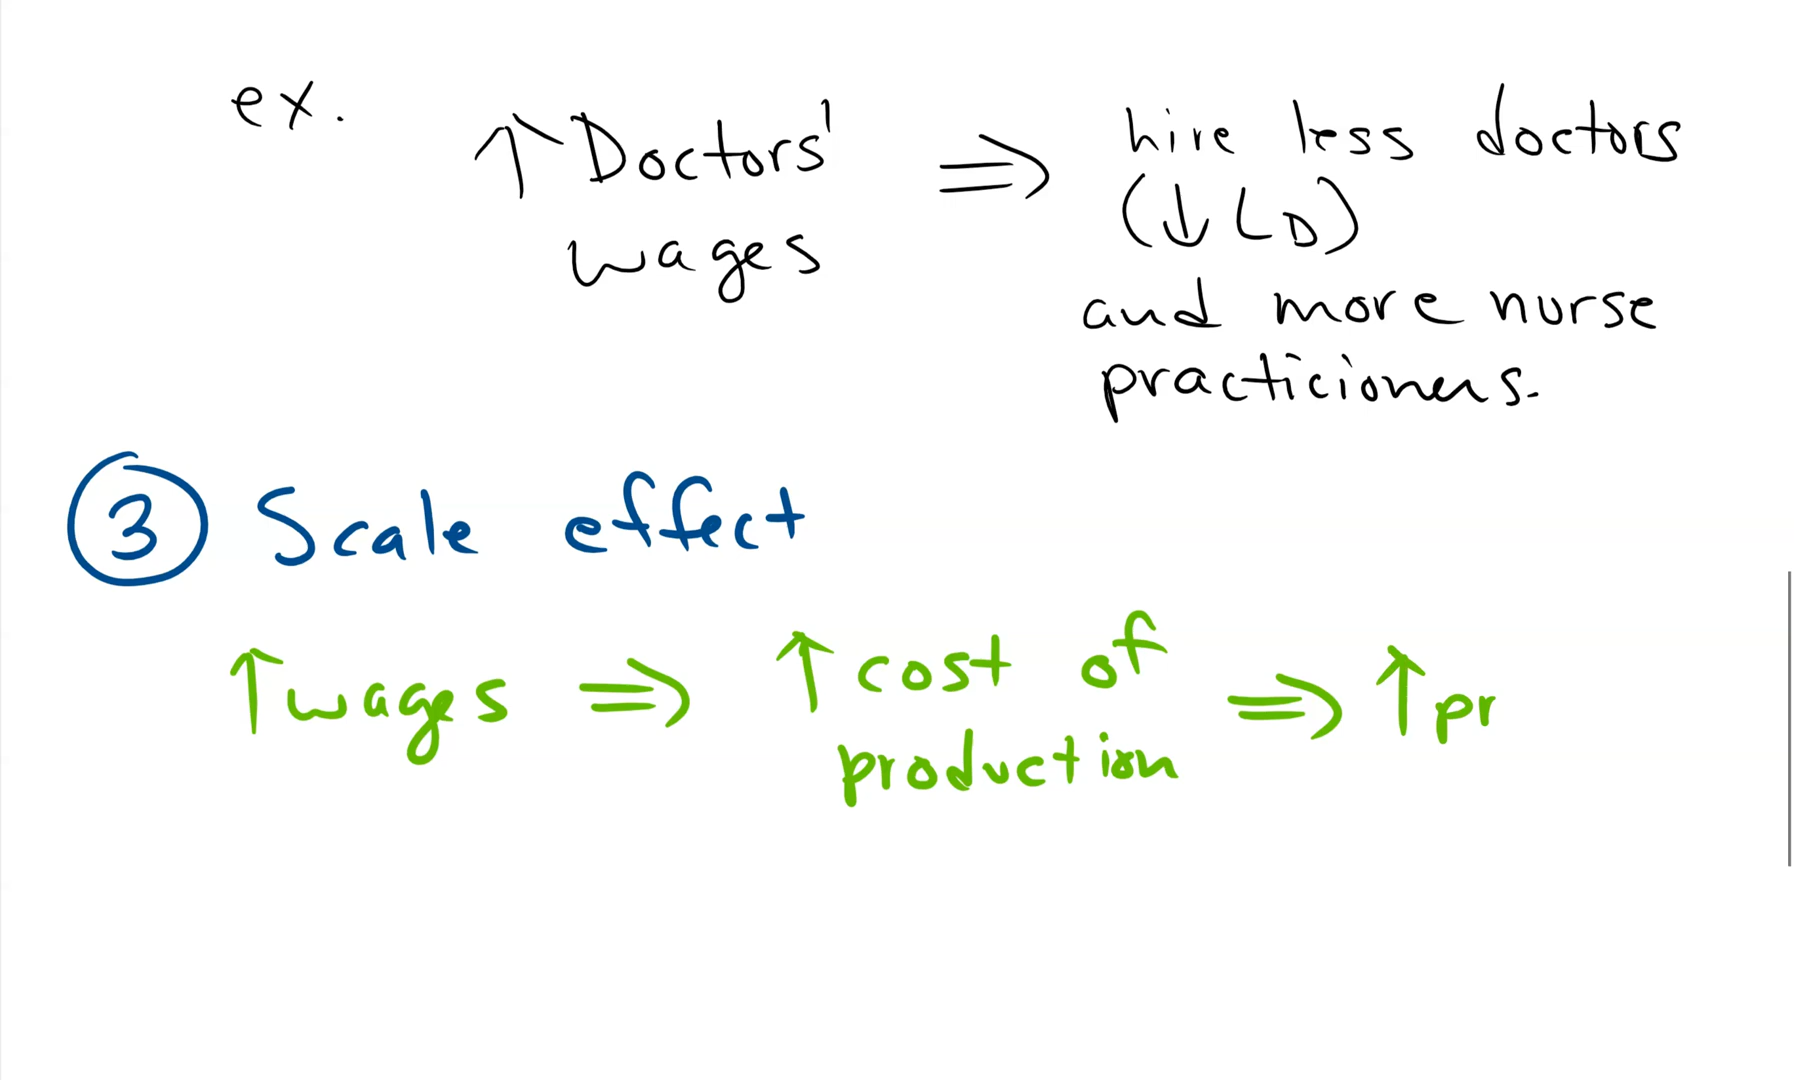 ex.
↑ Doctors' ⇒ hire less doctors
wages (↓ LD)
and more nurse
practicioners.
③ Scale effect
↑ wages ⇒ ↑ cost of ⇒ ↑ pr
production